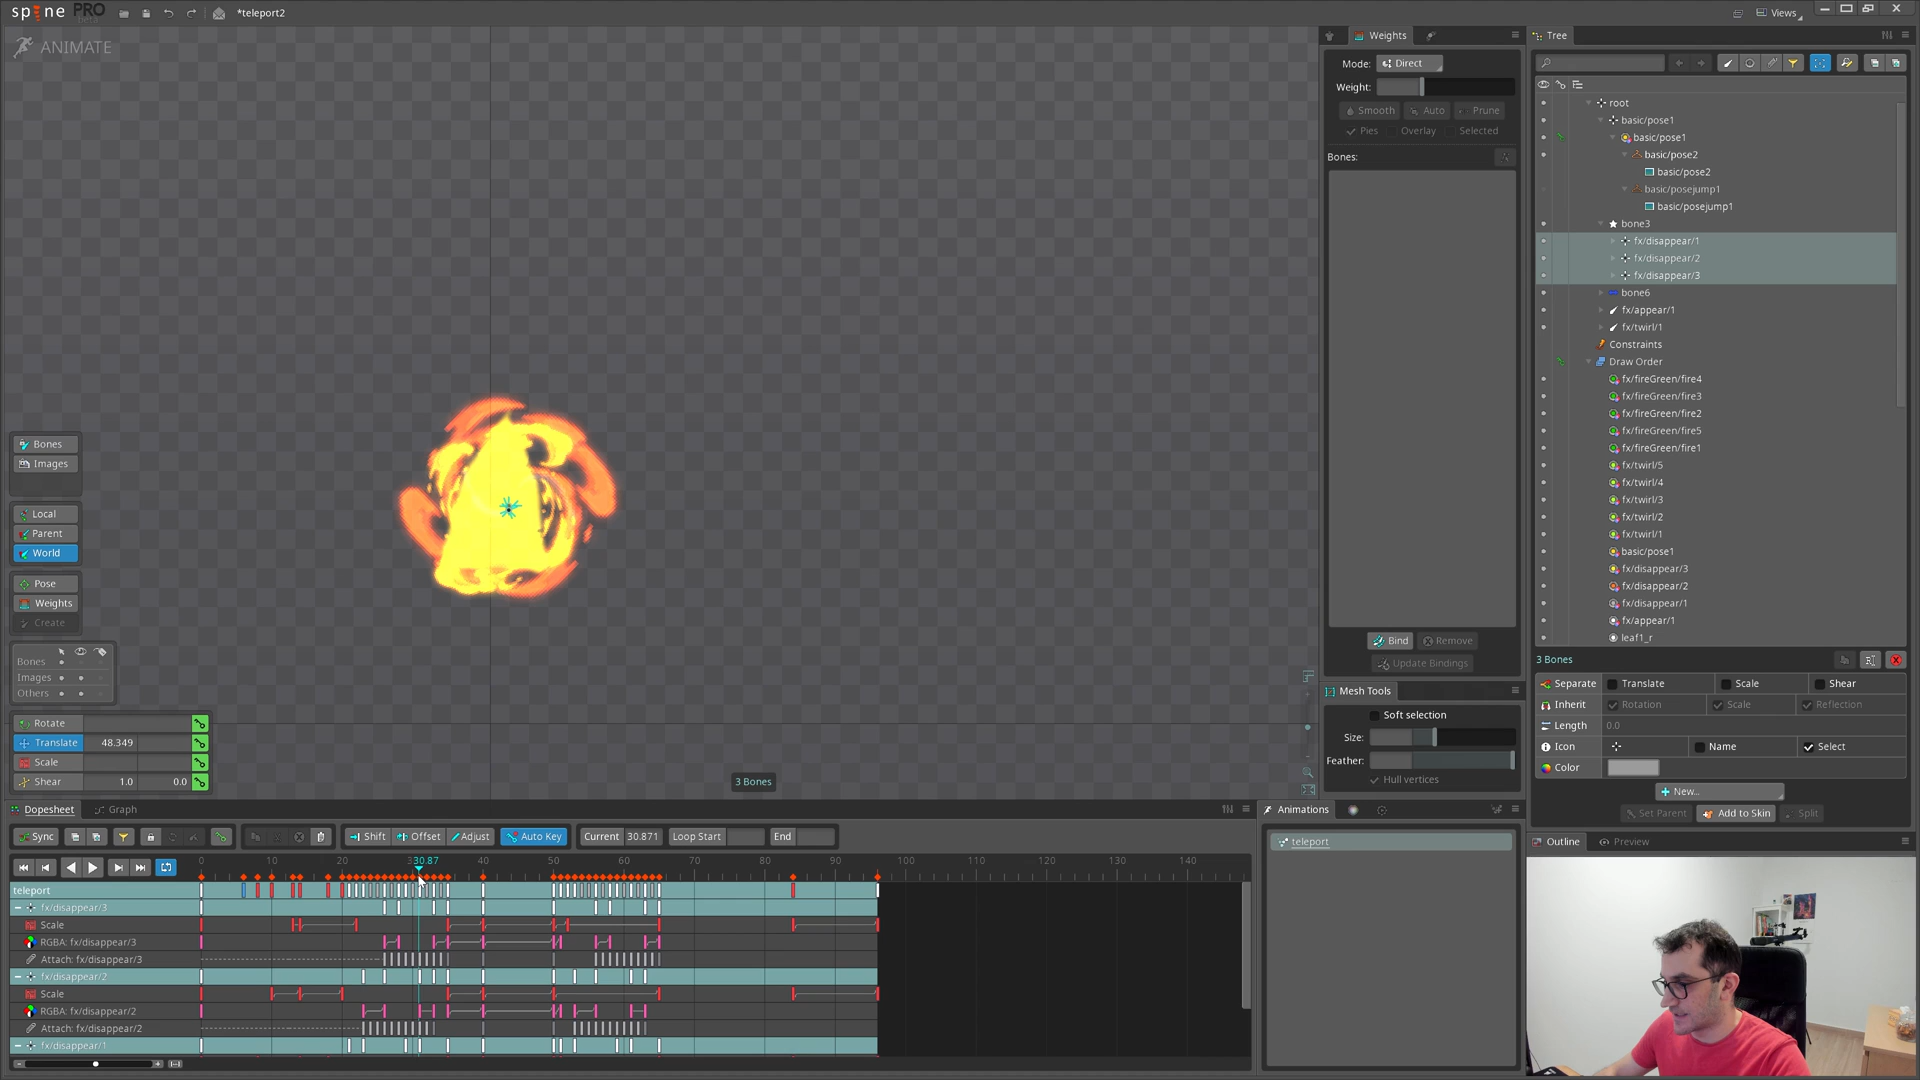 spine PRO
*teleport2
Views
ANIMATE
Weights
Mode: Direct
Weight:
Smooth Auto Prune
Pies Overlay Selected
Bones:
Bind Remove
Update Bindings
Mesh Tools
Soft selection
Size:
Feather:
Hull vertices
Tree
root
basic/pose1
basic/pose1
basic/pose2
basic/pose2
basic/posejump1
basic/posejump1
bone3
fx/disappear/1
fx/disappear/2
fx/disappear/3
bone6
fx/appear/1
fx/twirl/1
Constraints
Draw Order
fx/fireGreen/fire4
fx/fireGreen/fire3
fx/fireGreen/fire2
fx/fireGreen/fire5
fx/fireGreen/fire1
fx/twirl/5
fx/twirl/4
fx/twirl/3
fx/twirl/2
fx/twirl/1
basic/pose1
fx/disappear/3
fx/disappear/2
fx/disappear/1
fx/appear/1
leaf1_r
3 Bones
Separate Translate Scale Shear
Inherit Rotation Scale Reflection
Length 0.0
Icon Name Select
Color
New...
Set Parent Add to Skin Split
Outline Preview
Bones
Images
Local
Parent
World
Pose
Weights
Create
Bones
Images
Others
Rotate
Translate 48.349
Scale
Shear 1.0 0.0
3 Bones
Dopesheet Graph
Sync Shift Offset Adjust Auto Key Current 30.871 Loop Start End
0 10 20 30.87 40 50 60 70 80 90 100 110 120 130 140
teleport
fx/disappear/3
Scale
RGBA: fx/disappear/3
Attach: fx/disappear/3
fx/disappear/2
Scale
RGBA: fx/disappear/2
Attach: fx/disappear/2
fx/disappear/1
Animations
teleport